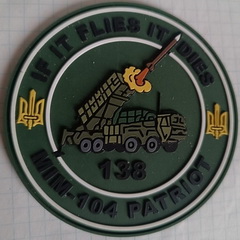 IF IT FLIES IT DIES
138
MIM-104 PATRIOT